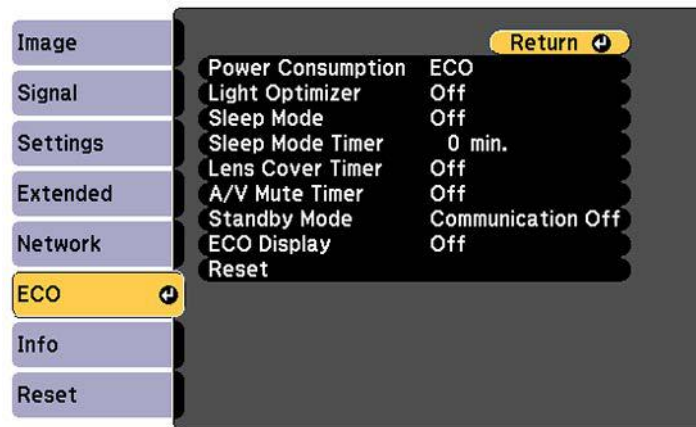 Image
Signal
Settings
Extended
Network
ECO
Info
Reset
Return
Power Consumption ECO
Light Optimizer Off
Sleep Mode Off
Sleep Mode Timer 0 min.
Lens Cover Timer Off
A/V Mute Timer Off
Standby Mode Communication Off
ECO Display Off
Reset